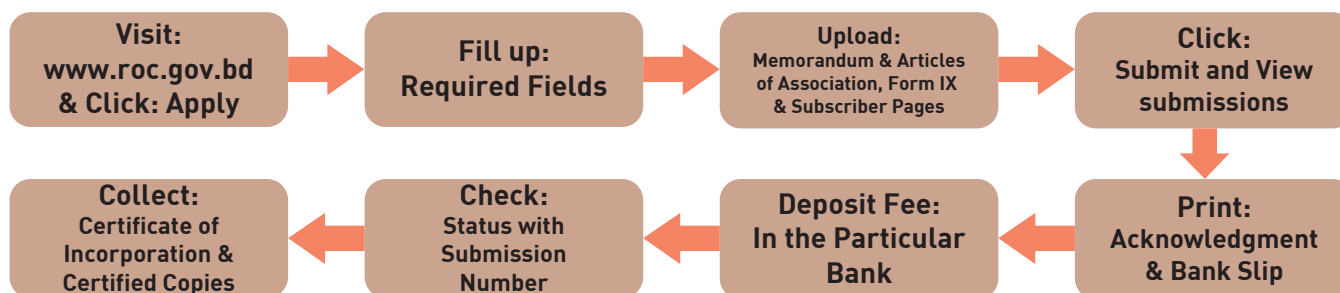 Visit:
www.roc.gov.bd
& Click: Apply
Fill up:
Required Fields
Upload:
Memorandum & Articles
of Association, Form IX
& Subscriber Pages
Click:
Submit and View
submissions
Print:
Acknowledgment
& Bank Slip
Deposit Fee:
In the Particular
Bank
Check:
Status with
Submission
Number
Collect:
Certificate of
Incorporation &
Certified Copies